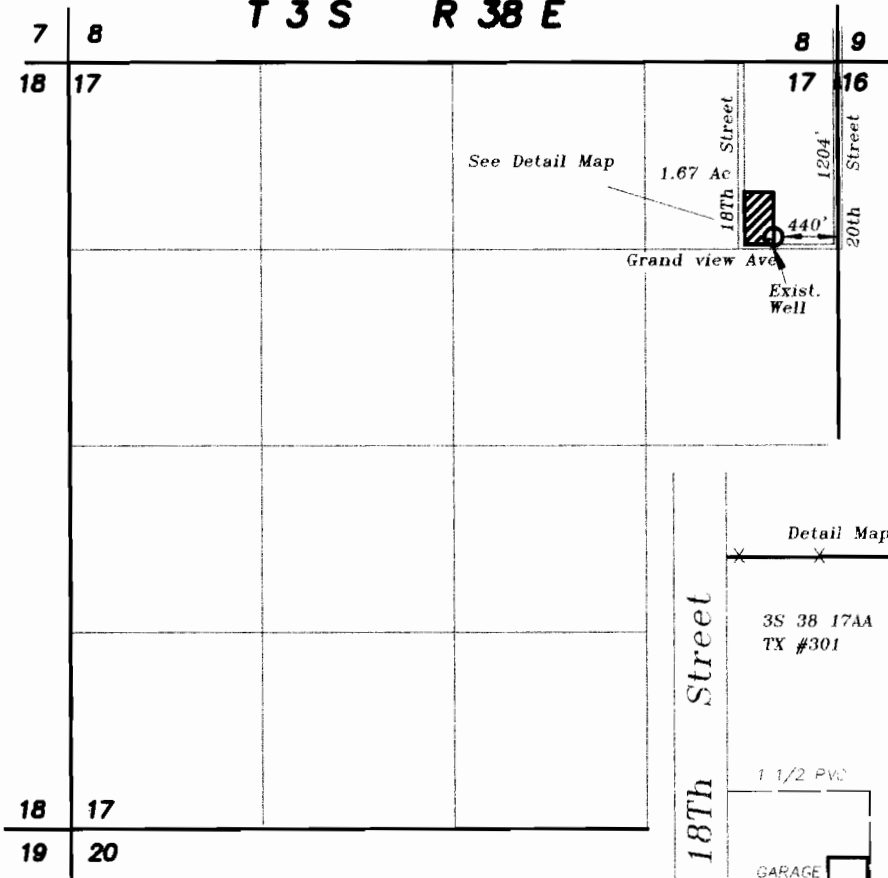 T 3 S R 38 E
7 8
8 9
18 17
17 16
18Th Street
1204'
20th Street
See Detail Map
1.67 Ac
440'
Grand view Ave
Exist.
Well
Detail Map
3S 38 17AA
TX #301
18Th Street
1 1/2 PVC
18 17
19 20
GARAGE